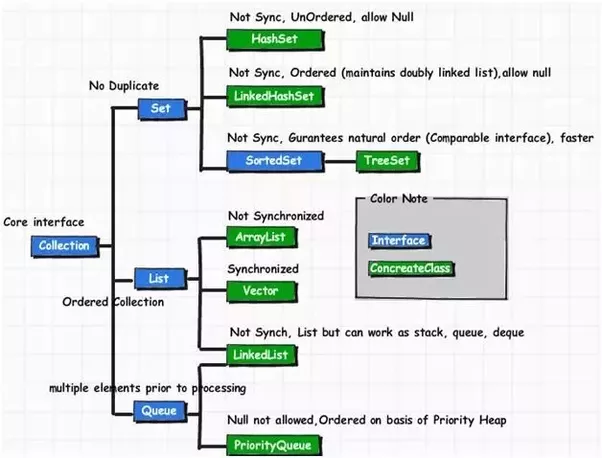 Not Sync, UnOrdered, allow Null
HashSet
Not Sync, Ordered (maintains doubly linked list),allow null
LinkedHashSet
No Duplicate
Set
Not Sync, Gurantees natural order (Comparable interface), faster
SortedSet
TreeSet
Color Note
Interface
ConcreateClass
Core interface
Collection
Not Synchronized
ArrayList
List
Ordered Collection
Synchronized
Vector
Not Synch, List but can work as stack, queue, deque
LinkedList
multiple elements prior to processing
Queue
Null not allowed,Ordered on basis of Priority Heap
PriorityQueue